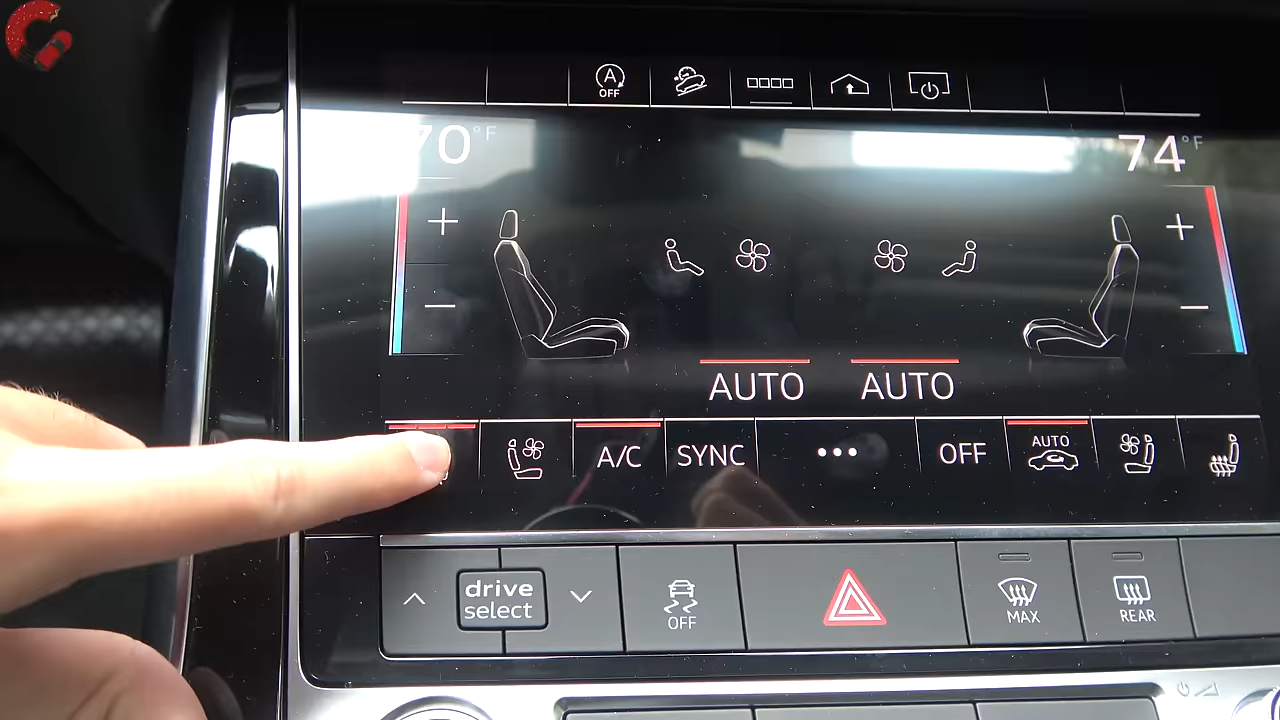 A
OFF
70°F
74°F
AUTO AUTO
A/C SYNC ••• OFF AUTO
drive
select
OFF
MAX
REAR